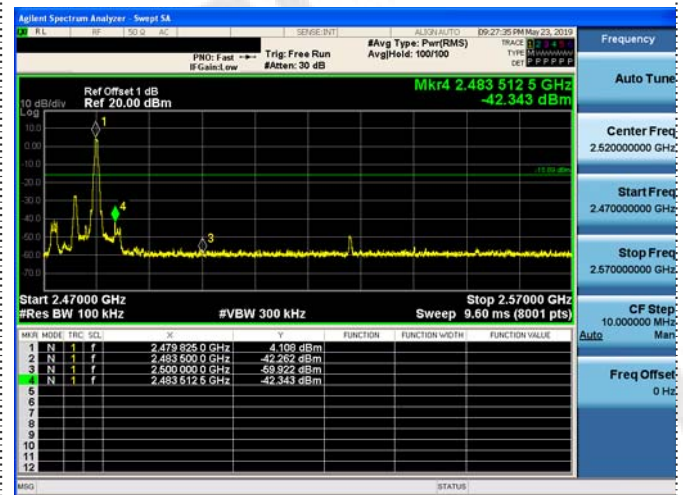 Agilent Spectrum Analyzer - Swept SA
RL RF 50 Ω AC SENSE:INT ALIGN AUTO 09:27:35 PM May 23, 2019
PNO: Fast Trig: Free Run #Avg Type: Pwr(RMS) TRACE 1 2 3 4 5 6
IFGain:Low #Atten: 30 dB Avg|Hold: 100/100 TYPE
DET P P P P P P
Ref Offset 1 dB Mkr4 2.483 512 5 GHz
10 dB/div Ref 20.00 dBm -42.343 dBm
Log
10.0
0.00
-10.0
-20.0
-30.0
-40.0
-50.0
-60.0
-70.0
1
4
3
Start 2.47000 GHz Stop 2.57000 GHz
#Res BW 100 kHz #VBW 300 kHz Sweep 9.60 ms (8001 pts)
MKR MODE TRC SCL X Y FUNCTION FUNCTION WIDTH FUNCTION VALUE
1 N 1 f 2.479 825 0 GHz 4.108 dBm
2 N 1 f 2.483 500 0 GHz -42.262 dBm
3 N 1 f 2.500 000 0 GHz -59.922 dBm
4 N 1 f 2.483 512 5 GHz -42.343 dBm
5
6
7
8
9
10
11
12
MSG STATUS
Frequency
Auto Tune
Center Freq
2.520000000 GHz
Start Freq
2.470000000 GHz
Stop Freq
2.570000000 GHz
CF Step
10.000000 MHz
Auto Man
Freq Offset
0 Hz